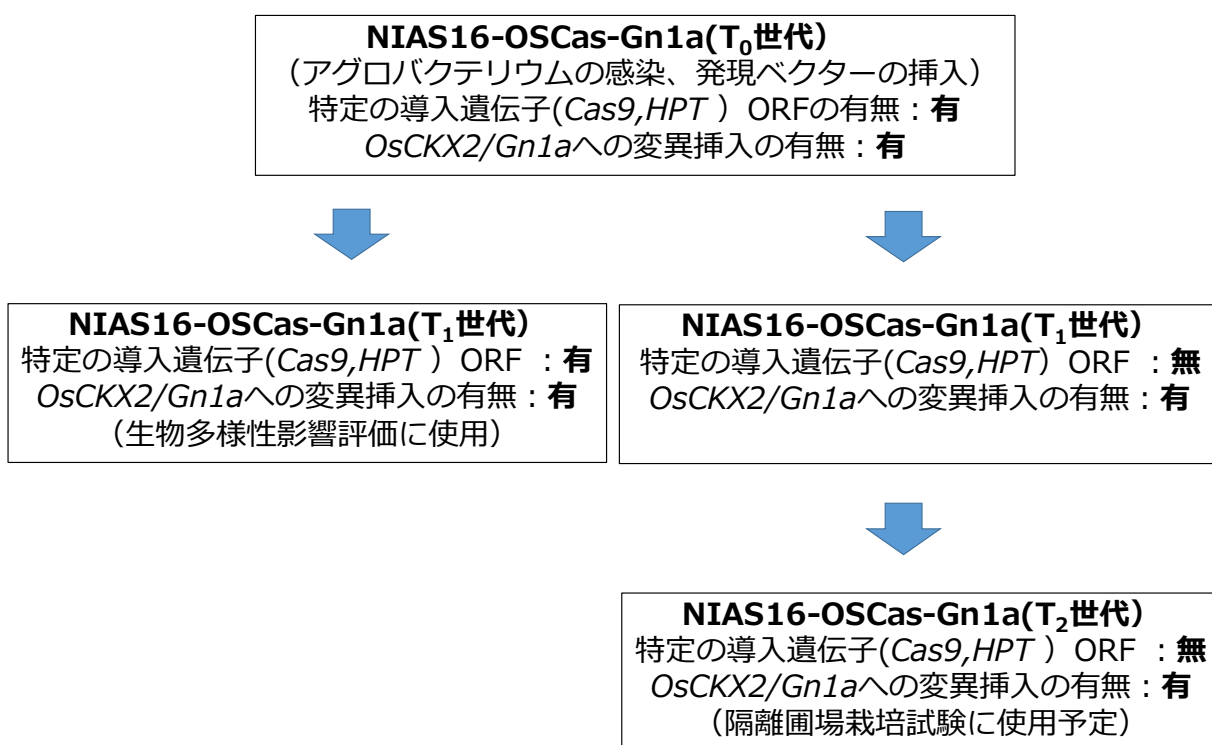 NIAS16-OSCas-Gn1a(T0世代）
（アグロバクテリウムの感染、発現ベクターの挿入）
特定の導入遺伝子(Cas9,HPT ）ORFの有無：有
OsCKX2/Gn1aへの変異挿入の有無：有
NIAS16-OSCas-Gn1a(T1世代）
特定の導入遺伝子(Cas9,HPT ）ORF ：有
OsCKX2/Gn1aへの変異挿入の有無：有
（生物多様性影響評価に使用）
NIAS16-OSCas-Gn1a(T1世代）
特定の導入遺伝子(Cas9,HPT）ORF ：無
OsCKX2/Gn1aへの変異挿入の有無：有
NIAS16-OSCas-Gn1a(T2世代）
特定の導入遺伝子(Cas9,HPT ）ORF ：無
OsCKX2/Gn1aへの変異挿入の有無：有
（隔離圃場栽培試験に使用予定）